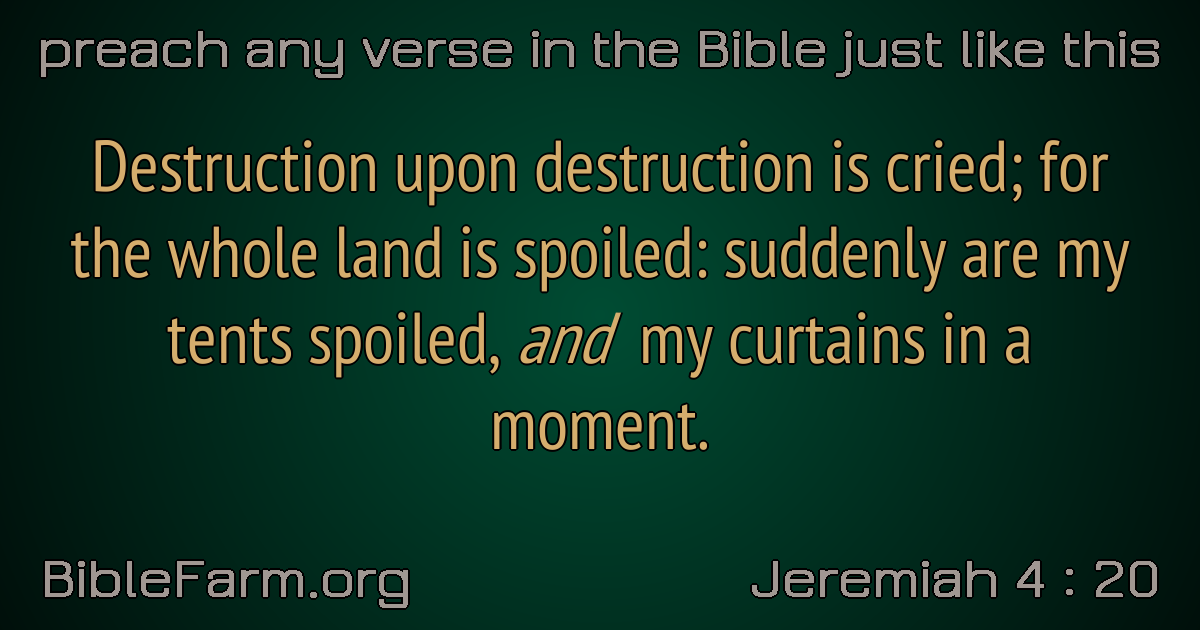 preach any verse in the Bible just like this
Destruction upon destruction is cried; for
the whole land is spoiled: suddenly are my
tents spoiled, and my curtains in a
moment.
BibleFarm.org
Jeremiah 4 : 20